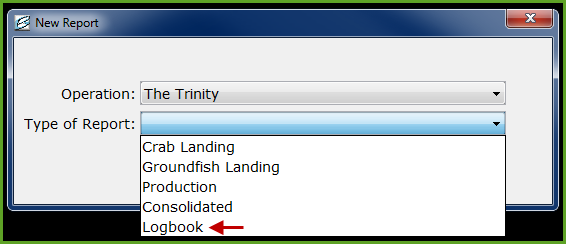 New Report
Operation: The Trinity
Type of Report:
Crab Landing
Groundfish Landing
Production
Consolidated
Logbook